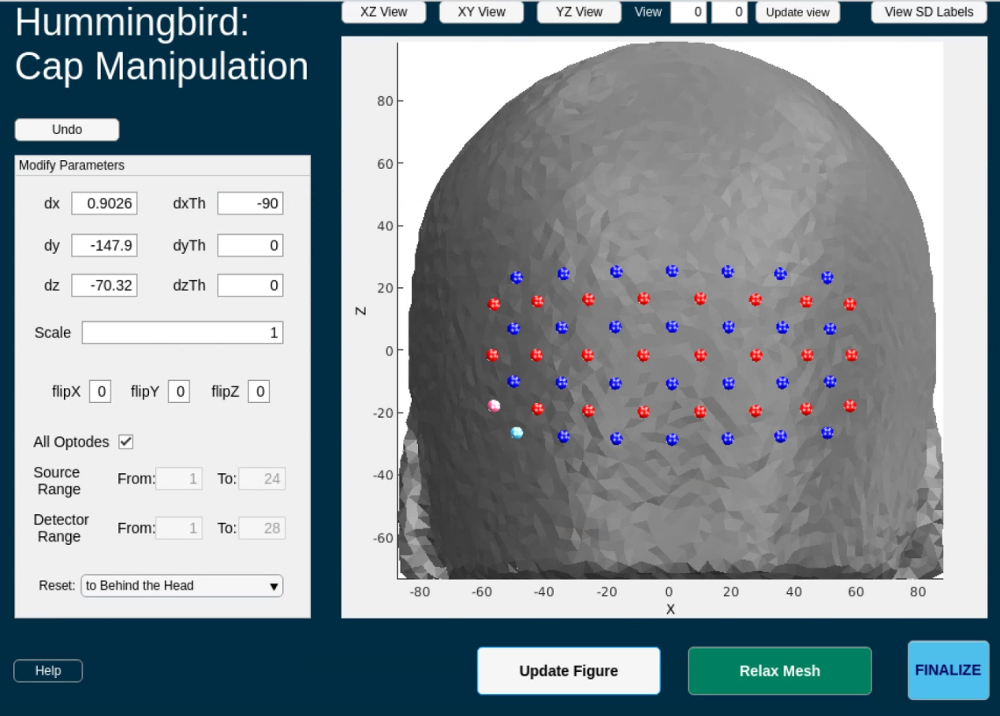 Hummingbird:
Cap Manipulation
XZ View XY View YZ View View 0 0 Update view View SD Labels
Undo
Modify Parameters
dx 0.9026 dxTh -90
dy -147.9 dyTh 0
dz -70.32 dzTh 0
Scale 1
flipX 0 flipY 0 flipZ 0
All Optodes
Source
Range
From: 1 To: 24
Detector
Range
From: 1 To: 28
Reset: to Behind the Head
Help
80
60
40
20
0
-20
-40
-60
Z
-80 -60 -40 -20 0 20 40 60 80
X
Update Figure Relax Mesh FINALIZE